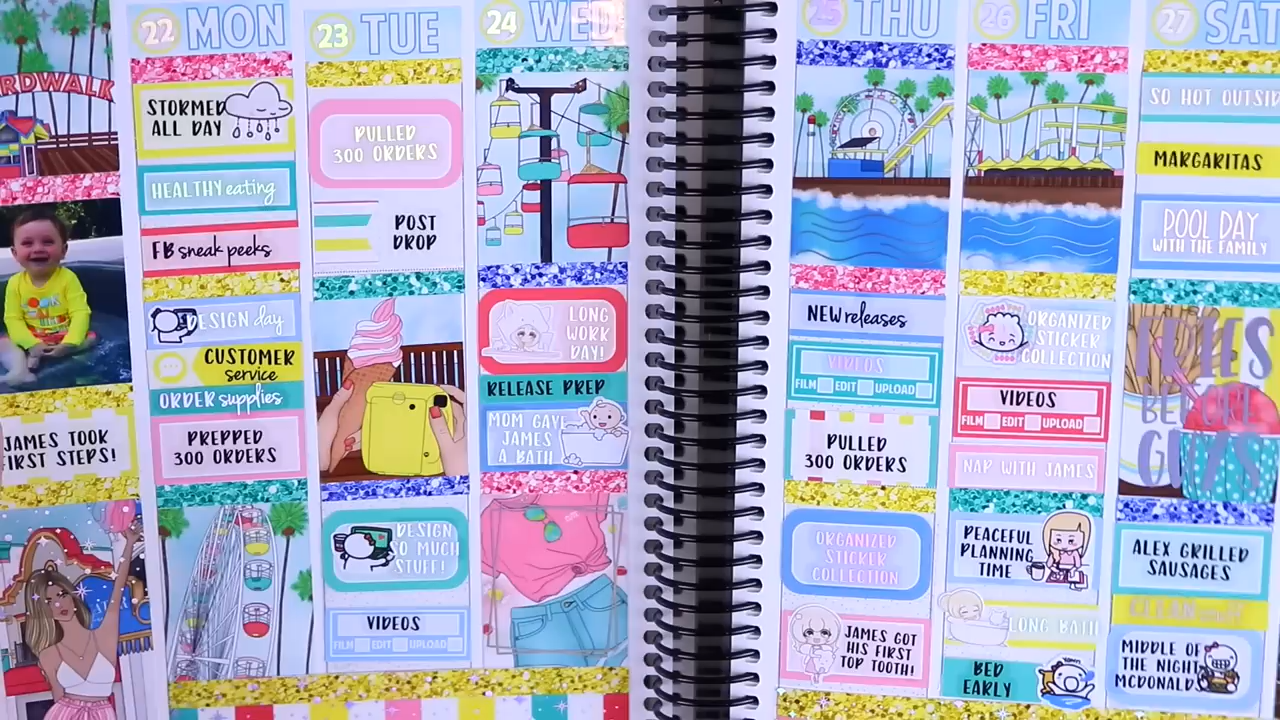 RDWALK
JAMES TOOK
FIRST STEPS!
22 MON
STORMED
ALL DAY
HEALTHY eating
FB sneak peeks
DESIGN day
CUSTOMER
service
ORDER supplies
PREPPED
300 ORDERS
23 TUE
PULLED
300 ORDERS
POST
DROP
DESIGN
SO MUCH
STUFF!
VIDEOS
FILM EDIT UPLOAD
24 WED
LONG
WORK
DAY!
RELEASE PREP
MOM GAVE
JAMES
A BATH
25 THU
NEW releases
VIDEOS
FILM EDIT UPLOAD
PULLED
300 ORDERS
ORGANIZED
STICKER
COLLECTION
JAMES GOT
HIS FIRST
TOP TOOTH!
26 FRI
ORGANIZED
STICKER
COLLECTION
VIDEOS
FILM EDIT UPLOAD
NAP WITH JAMES
PEACEFUL
PLANNING
TIME
LONG BATH
BED
EARLY
27 SAT
SO HOT OUTSID
MARGARITAS
POOL DAY
WITH THE FAMILY
FRIES
BEFORE
GUYS
ALEX GRILLED
SAUSAGES
CLEAN
MIDDLE OF
THE NIGHT
MCDONALD